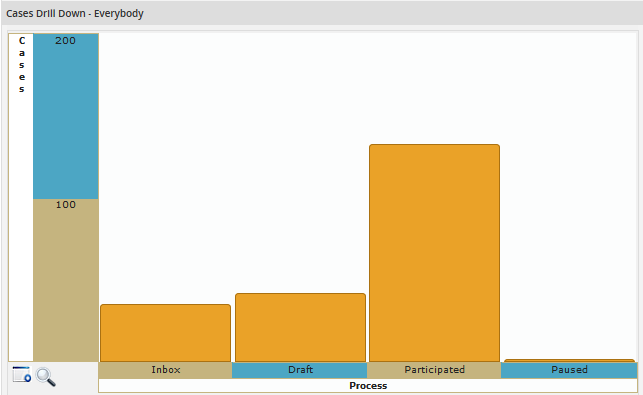 Cases Drill Down - Everybody
Cases
200
100
Inbox Draft Participated Paused
Process